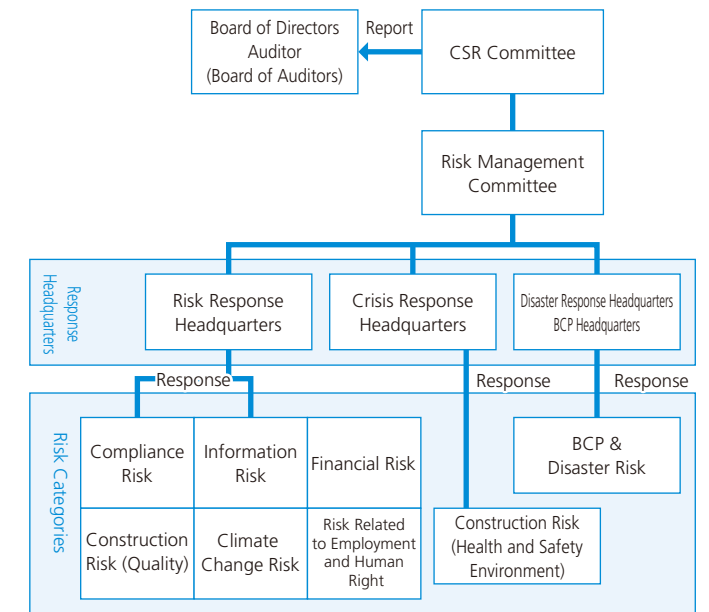 Board of Directors
Auditor
(Board of Auditors)
Report
CSR Committee
Risk Management
Committee
Response
Headquarters
Risk Response
Headquarters
Crisis Response
Headquarters
Disaster Response Headquarters
BCP Headquarters
Response
Response
Response
Risk Categories
Compliance
Risk
Information
Risk
Financial Risk
BCP &
Disaster Risk
Construction
Risk (Quality)
Climate
Change Risk
Risk Related
to Employment
and Human
Right
Construction Risk
(Health and Safety
Environment)